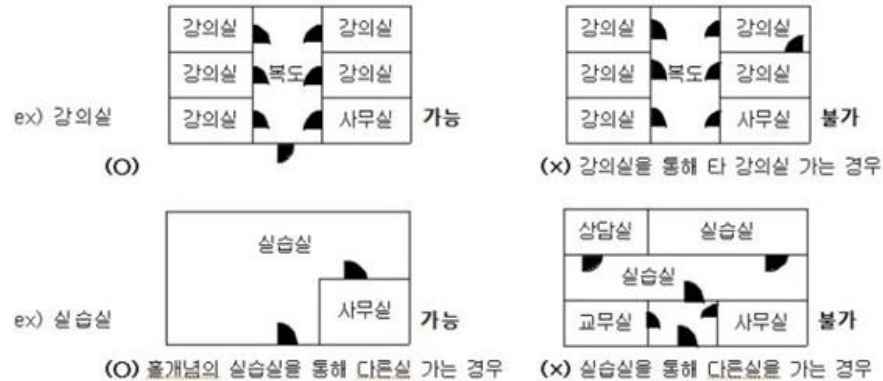 강의실 강의실 강의실 강의실
강의실 복도 강의실 강의실 복도 강의실
ex) 강의실 강의실 사무실 가능 강의실 사무실 불가
(O) (×) 강의실을 통해 타 강의실 가는 경우
실습실 상담실 실습실
실습실
ex) 실습실 사무실 가능 교무실 사무실 불가
(O) 홀개념의 실습실을 통해 다른실 가는 경우 (×) 실습실을 통해 다른실을 가는 경우